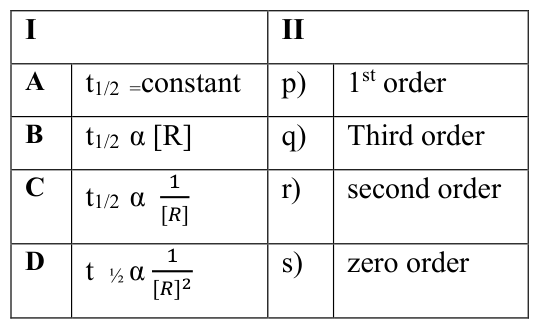 I II
A t1/2 =constant p) 1st order
B t1/2 α [R] q) Third order
C t1/2 α 1/[R] r) second order
D t ½ α 1/[R]² s) zero order